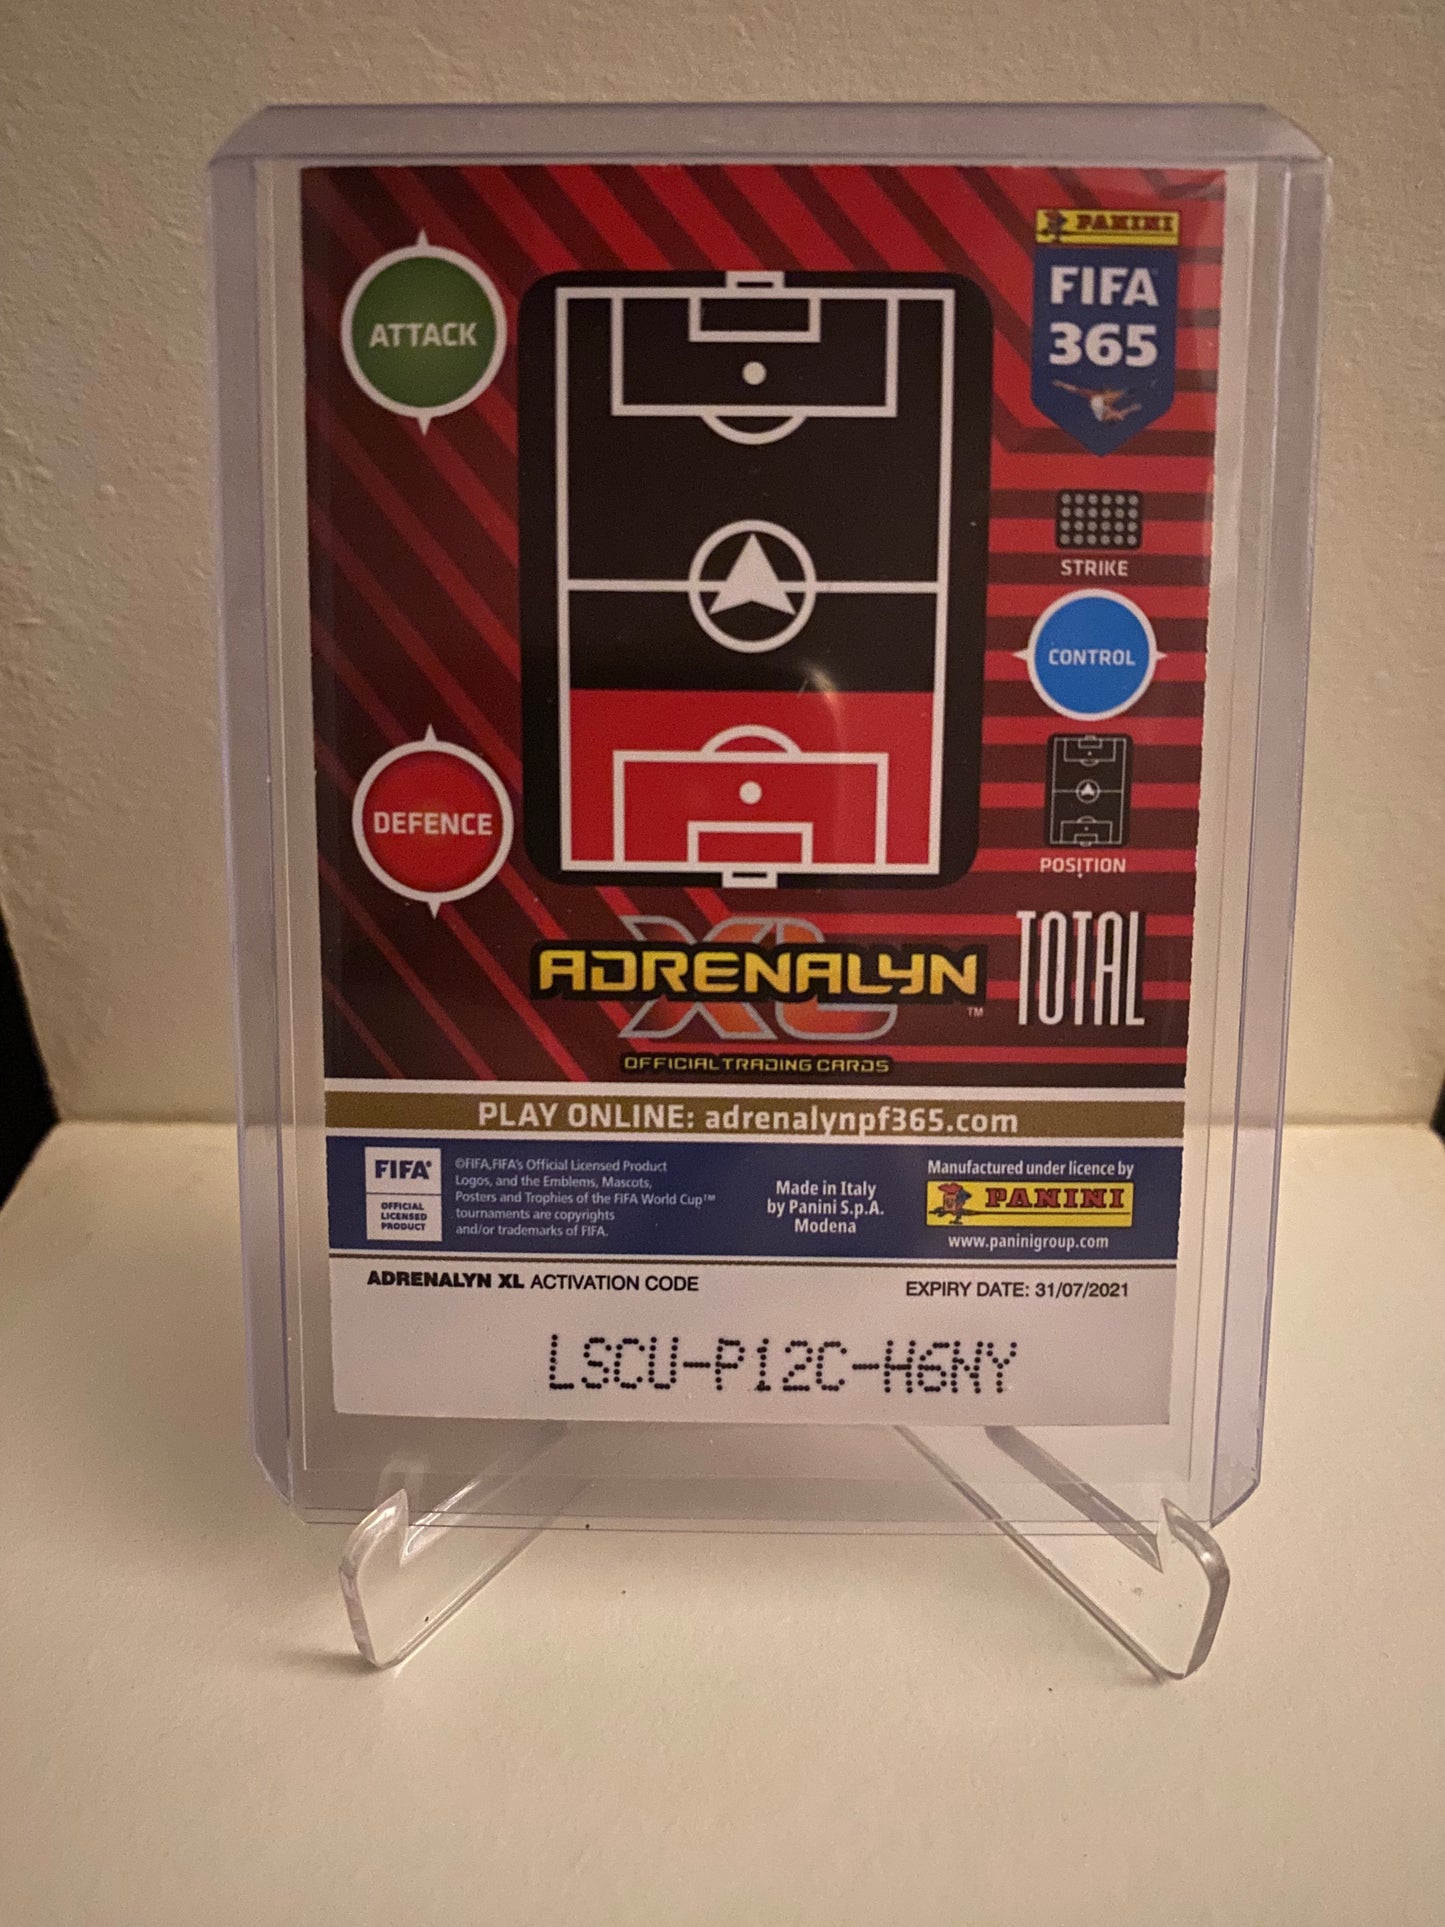 PANINI
FIFA
365
ATTACK
STRIKE
CONTROL
DEFENCE
POSITION
XL
ADRENALYN
TM
TOTAL
OFFICIAL TRADING CARDS
PLAY ONLINE: adrenalynpf365.com
FIFA®
OFFICIAL
LICENSED
PRODUCT
©FIFA,FIFA's Official Licensed Product
Logos, and the Emblems, Mascots,
Posters and Trophies of the FIFA World Cup™
tournaments are copyrights
and/or trademarks of FIFA.
Made in Italy
by Panini S.p.A.
Modena
Manufactured under licence by
PANINI
www.paninigroup.com
ADRENALYN XL ACTIVATION CODE
EXPIRY DATE: 31/07/2021
LSCU-P12C-H6NY